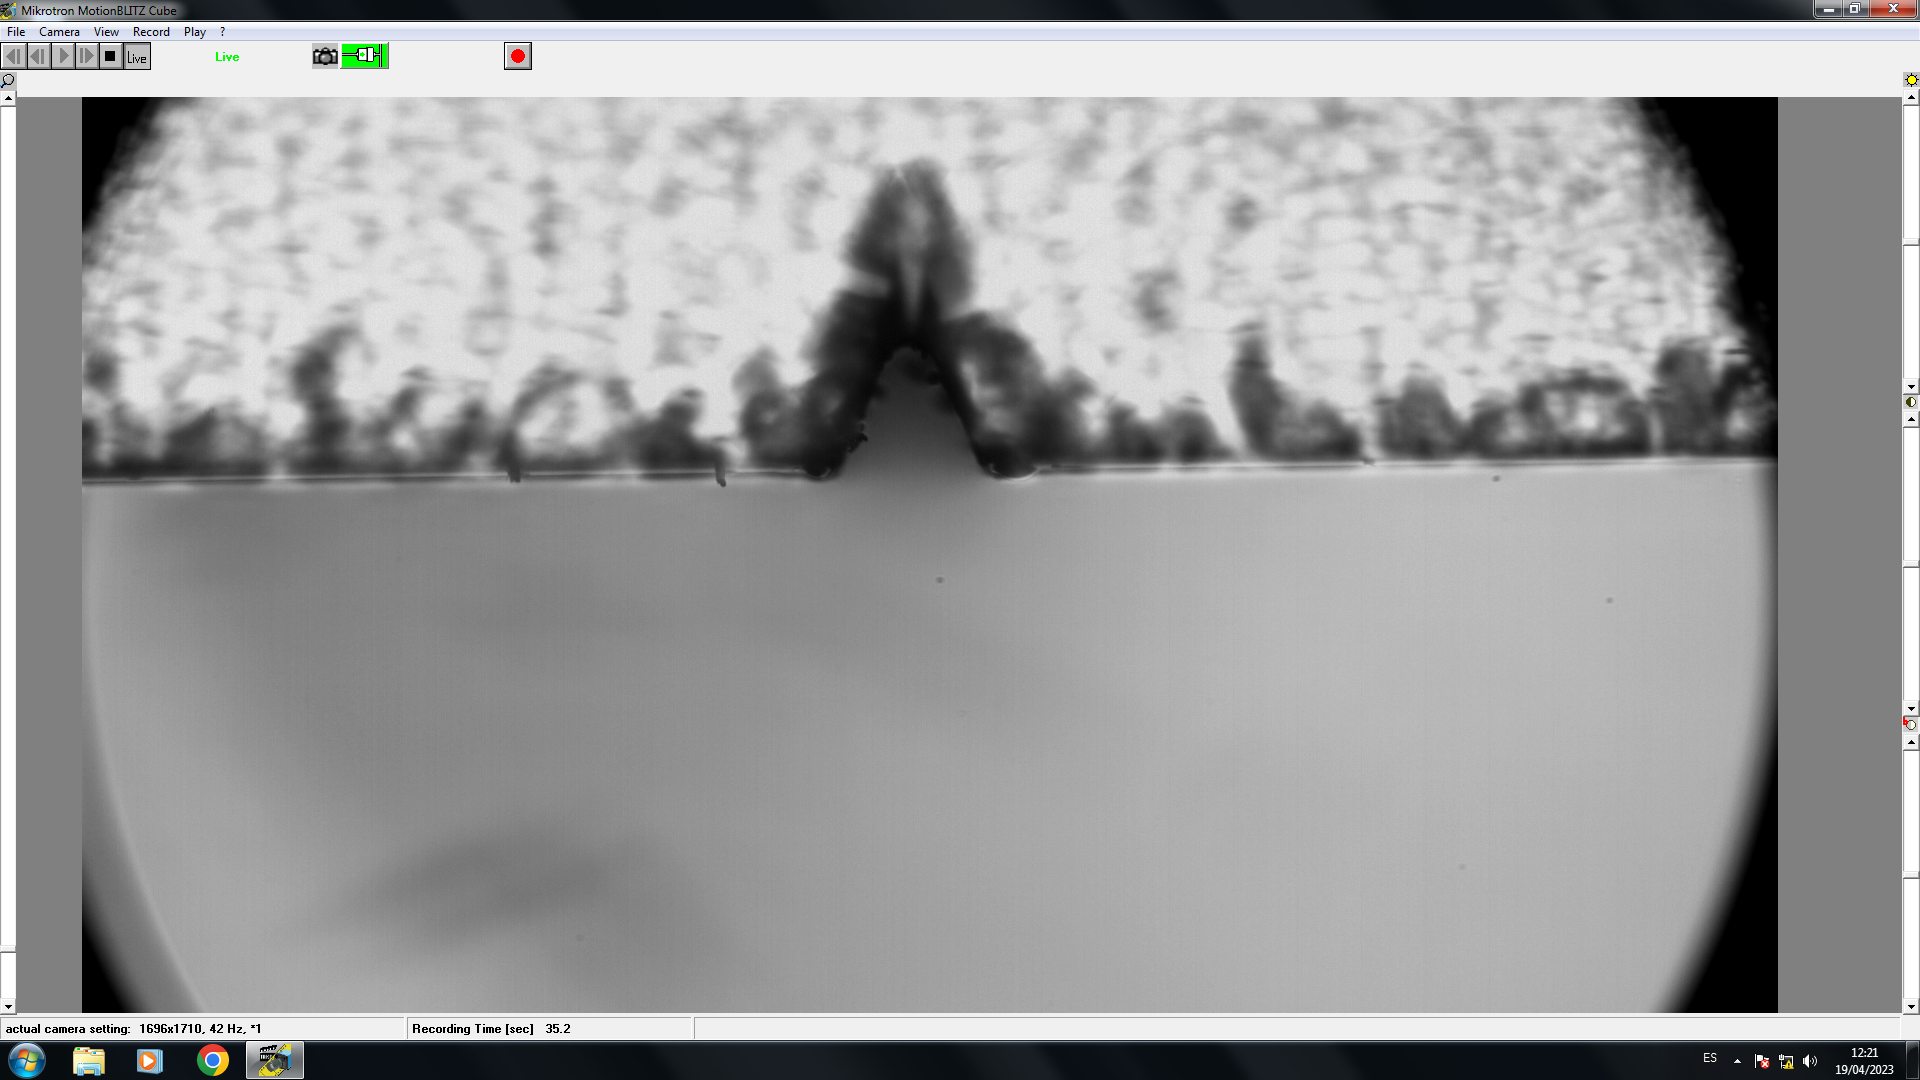 Mikrotron MotionBLITZ Cube
File Camera View Record Play ?
Live Live
actual camera setting: 1696x1710, 42 Hz, *1 Recording Time [sec] 35.2
ES 12:21
19/04/2023